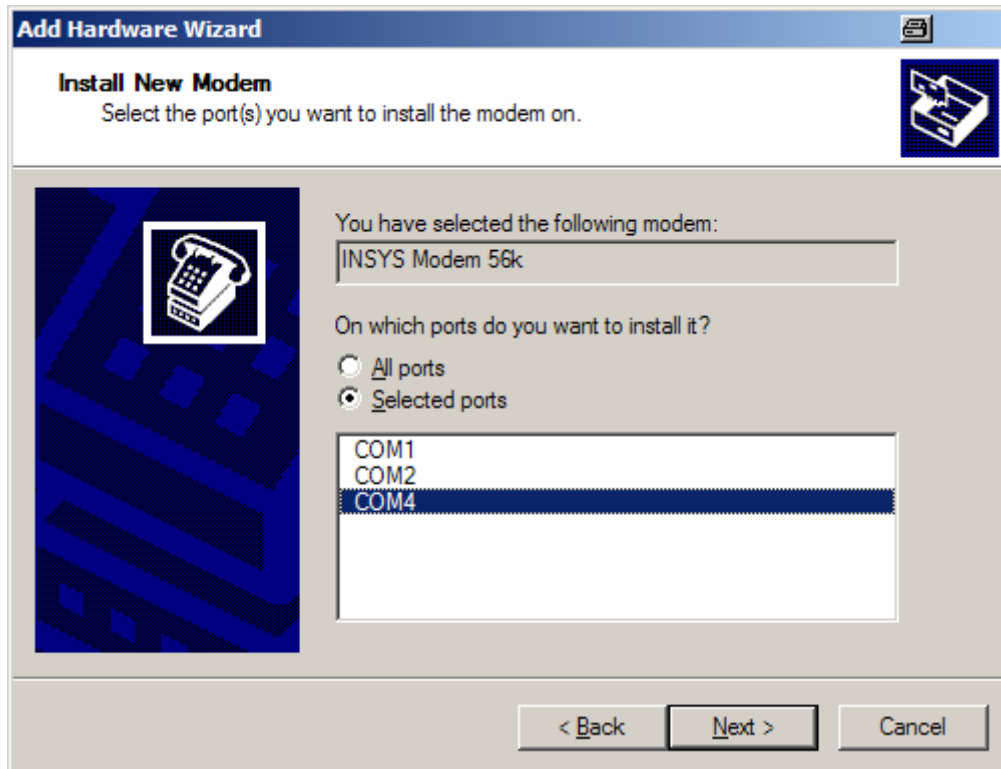 Add Hardware Wizard
Install New Modem
Select the port(s) you want to install the modem on.
You have selected the following modem:
INSYS Modem 56k
On which ports do you want to install it?
All ports
Selected ports
COM1
COM2
COM4
< Back Next > Cancel